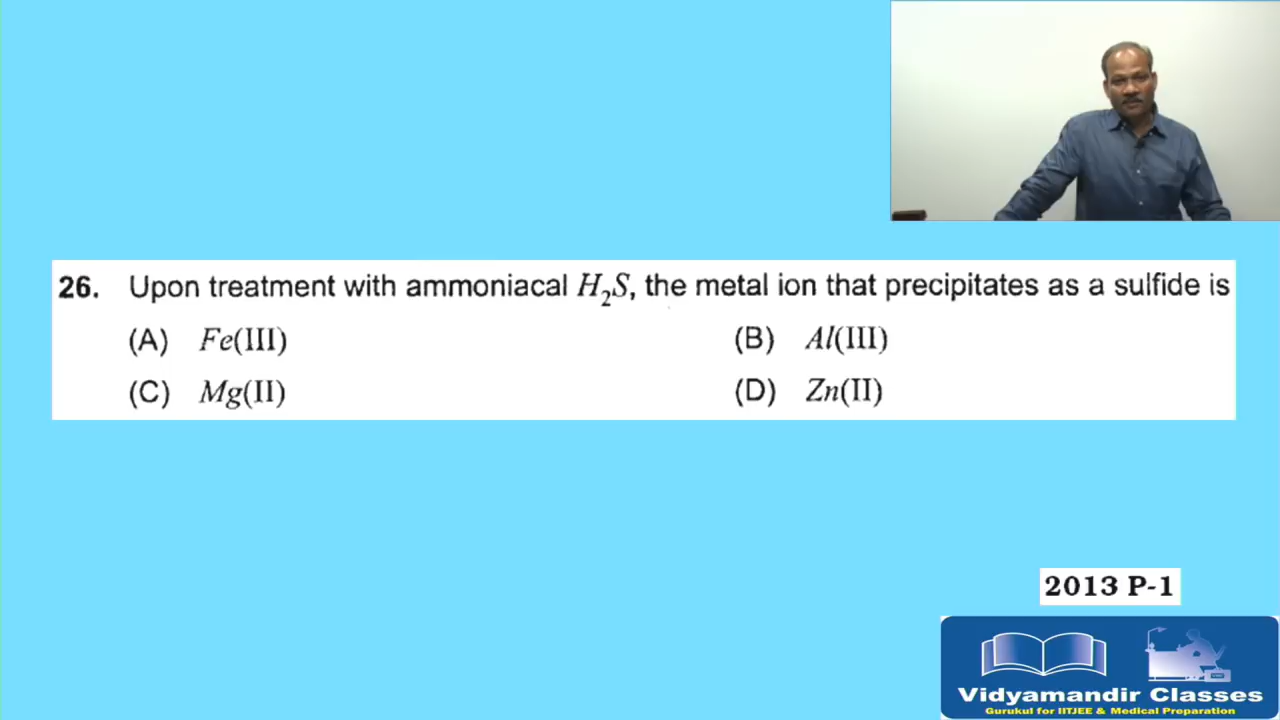 26. Upon treatment with ammoniacal H₂S, the metal ion that precipitates as a sulfide is
(A) Fe(III) (B) Al(III)
(C) Mg(II) (D) Zn(II)
2013 P-1
Vidyamandir Classes
Gurukul for IITJEE & Medical Preparation